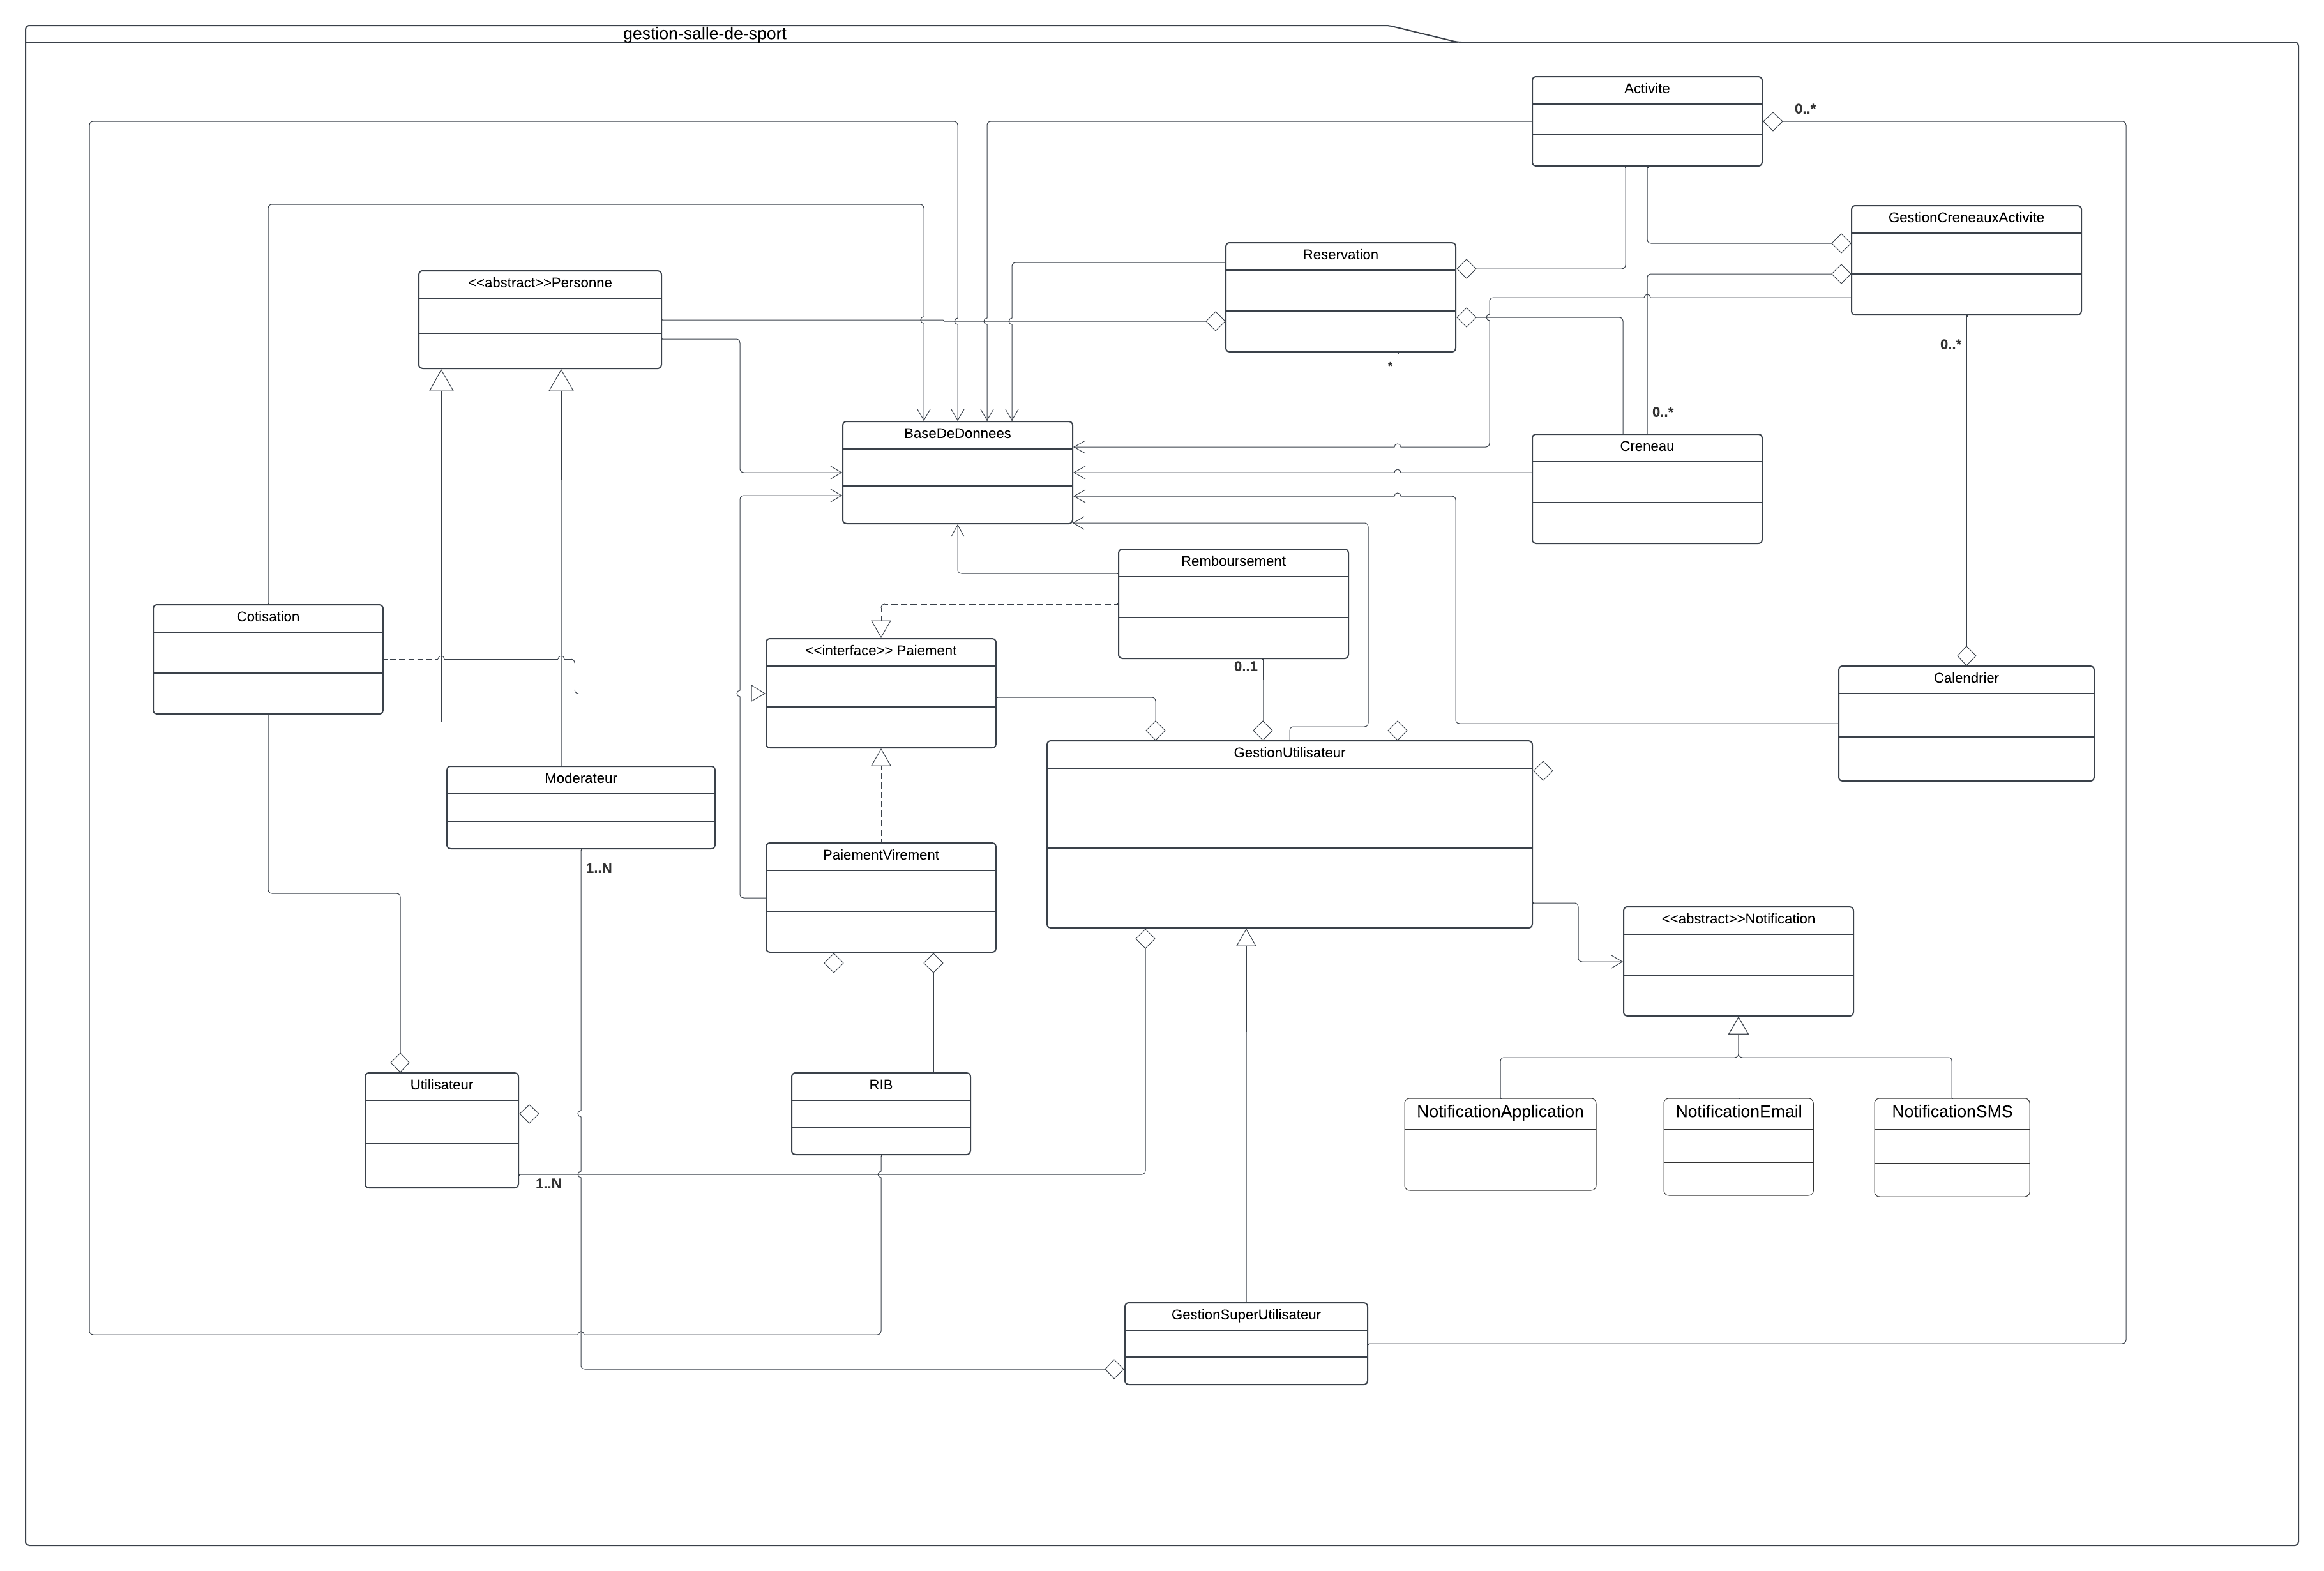 gestion-salle-de-sport
Activite
0..*
GestionCreneauxActivite
Reservation
<<abstract>>Personne
0..*
*
0..*
BaseDeDonnees
Creneau
Remboursement
Cotisation
<<interface>> Paiement
0..1
Calendrier
GestionUtilisateur
Moderateur
PaiementVirement
1..N
<<abstract>>Notification
Utilisateur
RIB
NotificationApplication
NotificationEmail
NotificationSMS
1..N
GestionSuperUtilisateur